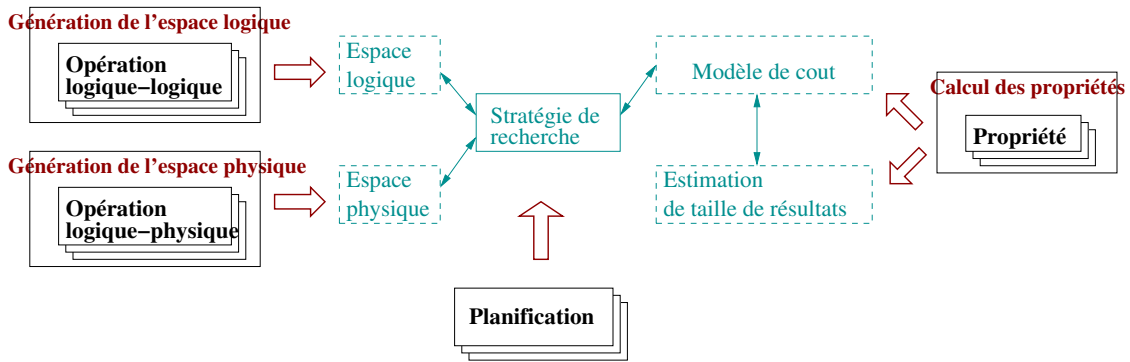 Génération de l'espace logique
Opération
logique–logique
Espace
logique
Stratégie de
recherche
Modèle de cout
Calcul des propriétés
Propriété
Génération de l'espace physique
Opération
logique–physique
Espace
physique
Estimation
de taille de résultats
Planification